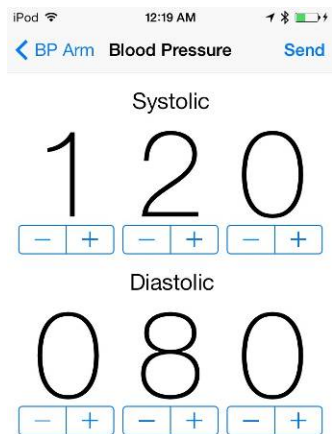 iPod 12:19 AM
BP Arm Blood Pressure Send
Systolic
1 2 0
− + − + − +
Diastolic
0 8 0
− + − + − +